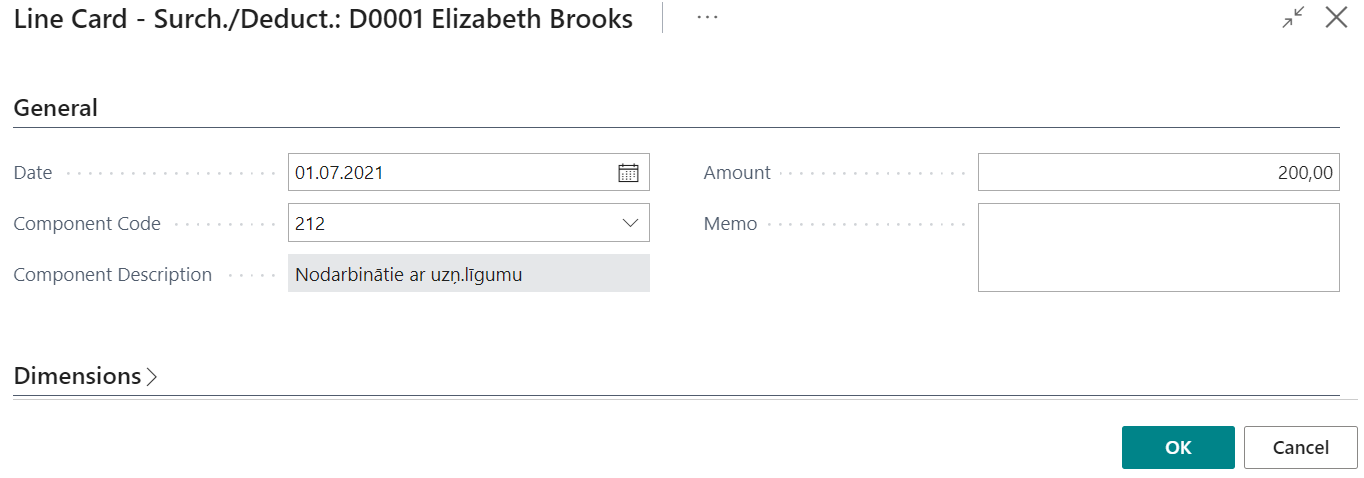 Line Card - Surch./Deduct.: D0001 Elizabeth Brooks
General
Date 01.07.2021
Amount 200,00
Component Code 212
Memo
Component Description Nodarbinātie ar uzņ.līgumu
Dimensions
OK Cancel